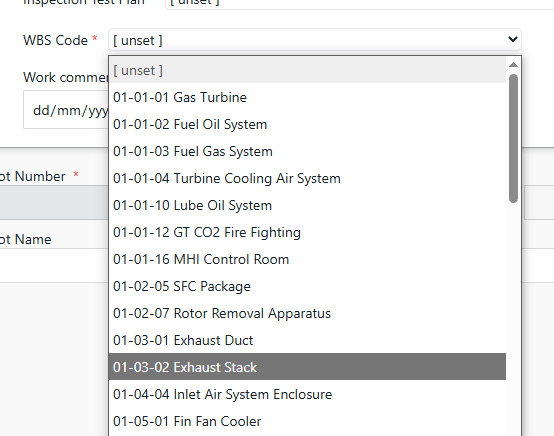 Inspection Test Plan [ unset ]
WBS Code * [ unset ]
[ unset ]
Work comme
dd/mm/yyy
01-01-01 Gas Turbine
01-01-02 Fuel Oil System
01-01-03 Fuel Gas System
01-01-04 Turbine Cooling Air System
ot Number *
01-01-10 Lube Oil System
01-01-12 GT CO2 Fire Fighting
ot Name
01-01-16 MHI Control Room
01-02-05 SFC Package
01-02-07 Rotor Removal Apparatus
01-03-01 Exhaust Duct
01-03-02 Exhaust Stack
01-04-04 Inlet Air System Enclosure
01-05-01 Fin Fan Cooler